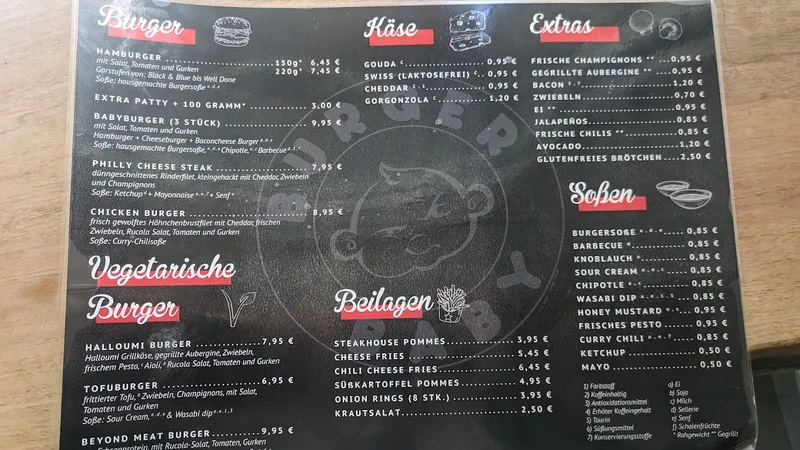 Burger
HAMBURGER 150g* 6,45 €
mit Salat, Tomaten und Gurken 220g* 7,45 €
Garstufen von: Black & Blue bis Well Done
Soße: hausgemachte Burgersoße
EXTRA PATTY + 100 GRAMM* 3,00 €
BABYBURGER (3 STÜCK) 9,95 €
mit Salat, Tomaten und Gurken
Hamburger + Cheeseburger + Baconcheese Burger
Soße: hausgemachte Burgersoße, Chipotle, Barbecue
PHILLY CHEESE STEAK 7,95 €
dünngeschnittenes Rinderfilet, kleingehackt mit Cheddar, Zwiebeln
und Champignons
Soße: Ketchup + Mayonnaise + Senf
CHICKEN BURGER 8,95 €
frisch gewolftes Hähnchenbrustfilet mit Cheddar, frischen
Zwiebeln, Rucola Salat, Tomaten und Gurken
Soße: Curry-Chilisoße
Vegetarische
Burger
HALLOUMI BURGER 7,95 €
Halloumi Grillkäse, gegrillte Aubergine, Zwiebeln,
frischem Pesto, Aioli, Rucola Salat, Tomaten und Gurken
TOFUBURGER 6,95 €
frittierter Tofu, Zwiebeln, Champignons, mit Salat,
Tomaten und Gurken
Soße: Sour Cream, & Wasabi dip
BEYOND MEAT BURGER 9,95 €
mit Rucola-Salat, Tomaten, Gurken
Käse
GOUDA 0,95 €
SWISS (LAKTOSEFREI) 0,95 €
CHEDDAR 0,95 €
GORGONZOLA 1,20 €
BURGER
BABY
Beilagen
STEAKHOUSE POMMES 3,95 €
CHEESE FRIES 5,45 €
CHILI CHEESE FRIES 6,45 €
SÜßKARTOFFEL POMMES 4,95 €
ONION RINGS (8 STK.) 3,95 €
KRAUTSALAT 2,50 €
Extras
FRISCHE CHAMPIGNONS ** 0,95 €
GEGRILLTE AUBERGINE ** 0,95 €
BACON 1,20 €
ZWIEBELN 0,70 €
EI ** 0,95 €
JALAPEÑOS 0,85 €
FRISCHE CHILIS ** 0,85 €
AVOCADO 1,20 €
GLUTENFREIES BRÖTCHEN 2,50 €
Soßen
BURGERSOßE 0,85 €
BARBECUE 0,85 €
KNOBLAUCH 0,85 €
SOUR CREAM 0,85 €
CHIPOTLE 0,85 €
WASABI DIP 0,85 €
HONEY MUSTARD 0,95 €
FRISCHES PESTO 0,95 €
CURRY CHILI 0,85 €
KETCHUP 0,50 €
MAYO 0,50 €
1) Farbstoff
2) Koffeinhaltig
3) Antioxidationsmittel
4) Erhöter Koffeingehalt
5) Taurin
6) Süßungsmittel
7) Konservierungsstoffe
a) Ei
b) Soja
c) Milch
d) Sellerie
e) Senf
f) Schalenfrüchte
* Rohgewicht ** Gegrillt